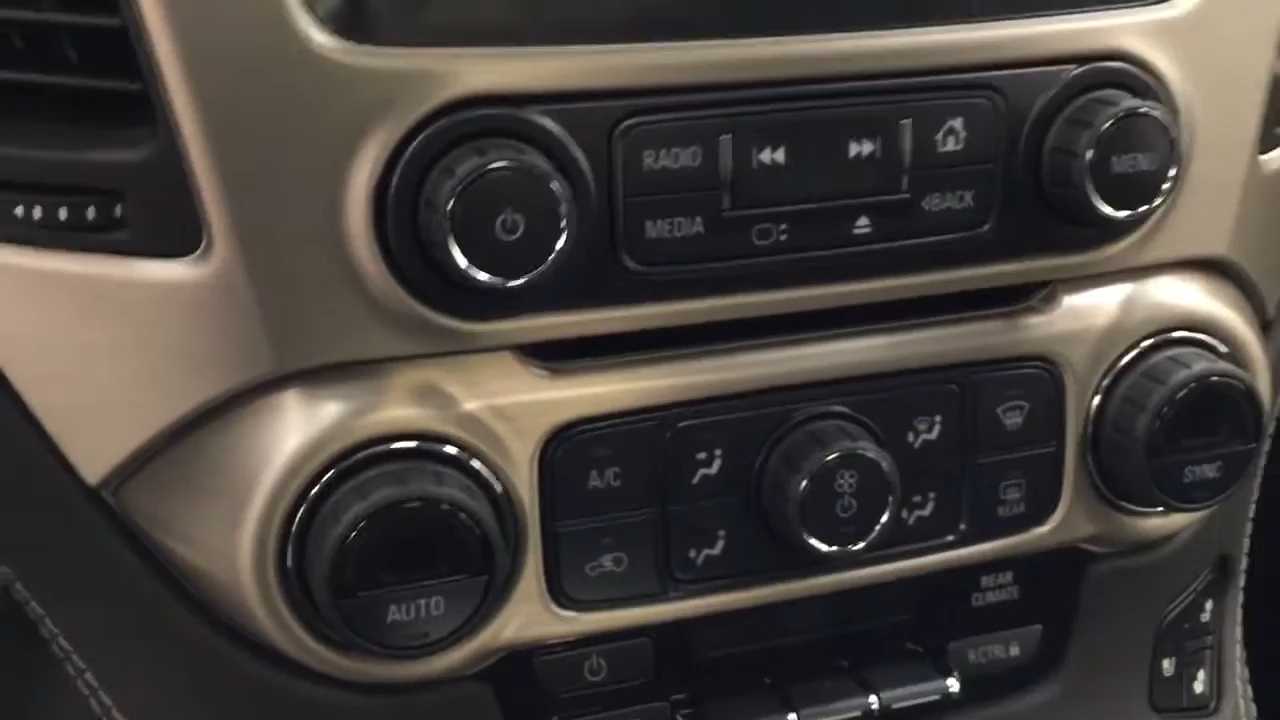 RADIO
MEDIA
BACK
MENU
A/C
AUTO
REAR
SYNC
REAR
CLIMATE
R.CTRL